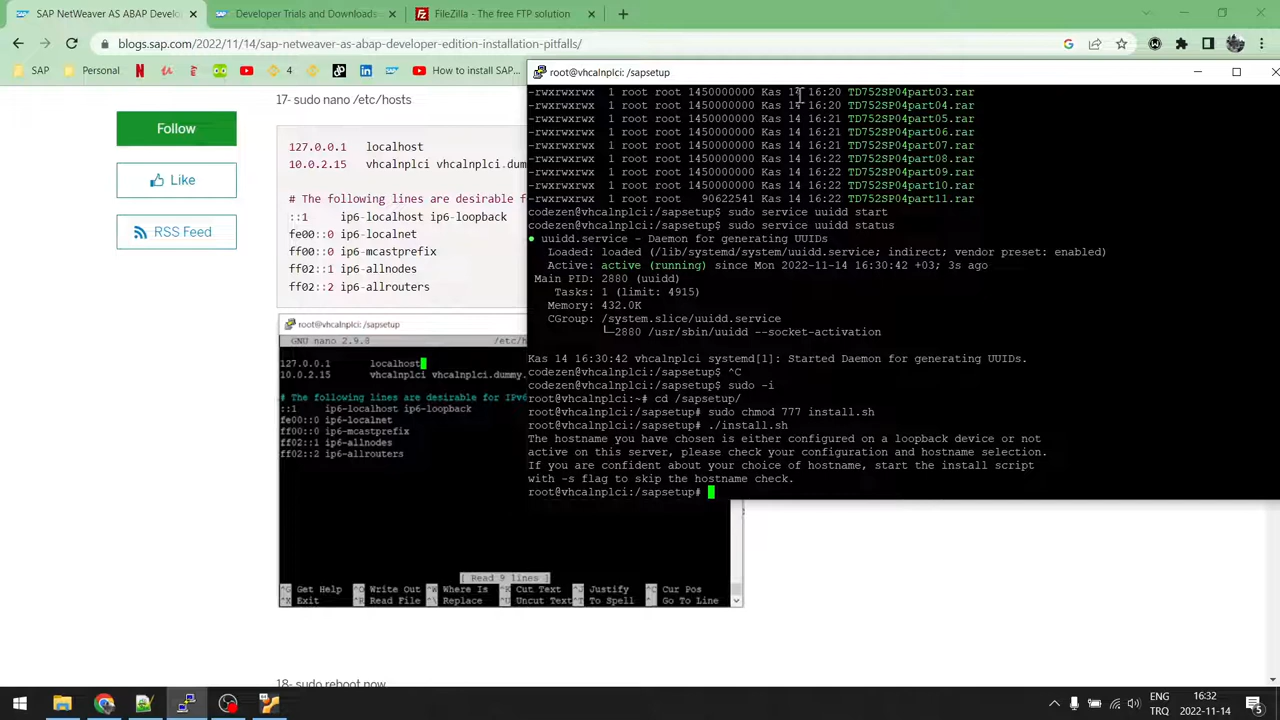 SAP NetWeaver AS ABAP Develop
Developer Trials and Downloads
FileZilla - The free FTP solution
blogs.sap.com/2022/11/14/sap-netweaver-as-abap-developer-edition-installation-pitfalls/
SAP
Personal
How to install SAP...
17- sudo nano /etc/hosts
Follow
Like
RSS Feed
127.0.0.1 localhost
10.0.2.15 vhcalnplci vhcalnplci.dum
# The following lines are desirable f
::1 ip6-localhost ip6-loopback
fe00::0 ip6-localnet
ff00::0 ip6-mcastprefix
ff02::1 ip6-allnodes
ff02::2 ip6-allrouters
root@vhcalnplci: /sapsetup
GNU nano 2.9.8 /etc/h
127.0.0.1 localhost
10.0.2.15 vhcalnplci vhcalnplci.dummy.
# The following lines are desirable for IPv6
::1 ip6-localhost ip6-loopback
fe00::0 ip6-localnet
ff00::0 ip6-mcastprefix
ff02::1 ip6-allnodes
ff02::2 ip6-allrouters
[ Read 9 lines ]
^G Get Help ^O Write Out ^W Where Is ^K Cut Text ^J Justify ^C Cur Pos
^X Exit ^R Read File ^\ Replace ^U Uncut Text ^T To Spell ^_ Go To Line
18- sudo reboot now
root@vhcalnplci: /sapsetup
-rwxrwxrwx 1 root root 1450000000 Kas 14 16:20 TD752SP04part03.rar
-rwxrwxrwx 1 root root 1450000000 Kas 14 16:20 TD752SP04part04.rar
-rwxrwxrwx 1 root root 1450000000 Kas 14 16:21 TD752SP04part05.rar
-rwxrwxrwx 1 root root 1450000000 Kas 14 16:21 TD752SP04part06.rar
-rwxrwxrwx 1 root root 1450000000 Kas 14 16:21 TD752SP04part07.rar
-rwxrwxrwx 1 root root 1450000000 Kas 14 16:22 TD752SP04part08.rar
-rwxrwxrwx 1 root root 1450000000 Kas 14 16:22 TD752SP04part09.rar
-rwxrwxrwx 1 root root 1450000000 Kas 14 16:22 TD752SP04part10.rar
-rwxrwxrwx 1 root root 90622541 Kas 14 16:22 TD752SP04part11.rar
codezen@vhcalnplci:/sapsetup$ sudo service uuidd start
codezen@vhcalnplci:/sapsetup$ sudo service uuidd status
● uuidd.service - Daemon for generating UUIDs
Loaded: loaded (/lib/systemd/system/uuidd.service; indirect; vendor preset: enabled)
Active: active (running) since Mon 2022-11-14 16:30:42 +03; 3s ago
Main PID: 2880 (uuidd)
Tasks: 1 (limit: 4915)
Memory: 432.0K
CGroup: /system.slice/uuidd.service
└─2880 /usr/sbin/uuidd --socket-activation
Kas 14 16:30:42 vhcalnplci systemd[1]: Started Daemon for generating UUIDs.
codezen@vhcalnplci:/sapsetup$ ^C
codezen@vhcalnplci:/sapsetup$ sudo -i
root@vhcalnplci:~# cd /sapsetup/
root@vhcalnplci:/sapsetup# sudo chmod 777 install.sh
root@vhcalnplci:/sapsetup# ./install.sh
The hostname you have chosen is either configured on a loopback device or not
active on this server, please check your configuration and hostname selection.
If you are confident about your choice of hostname, start the install script
with -s flag to skip the hostname check.
root@vhcalnplci:/sapsetup#
ENG
TRQ
16:32
2022-11-14
5